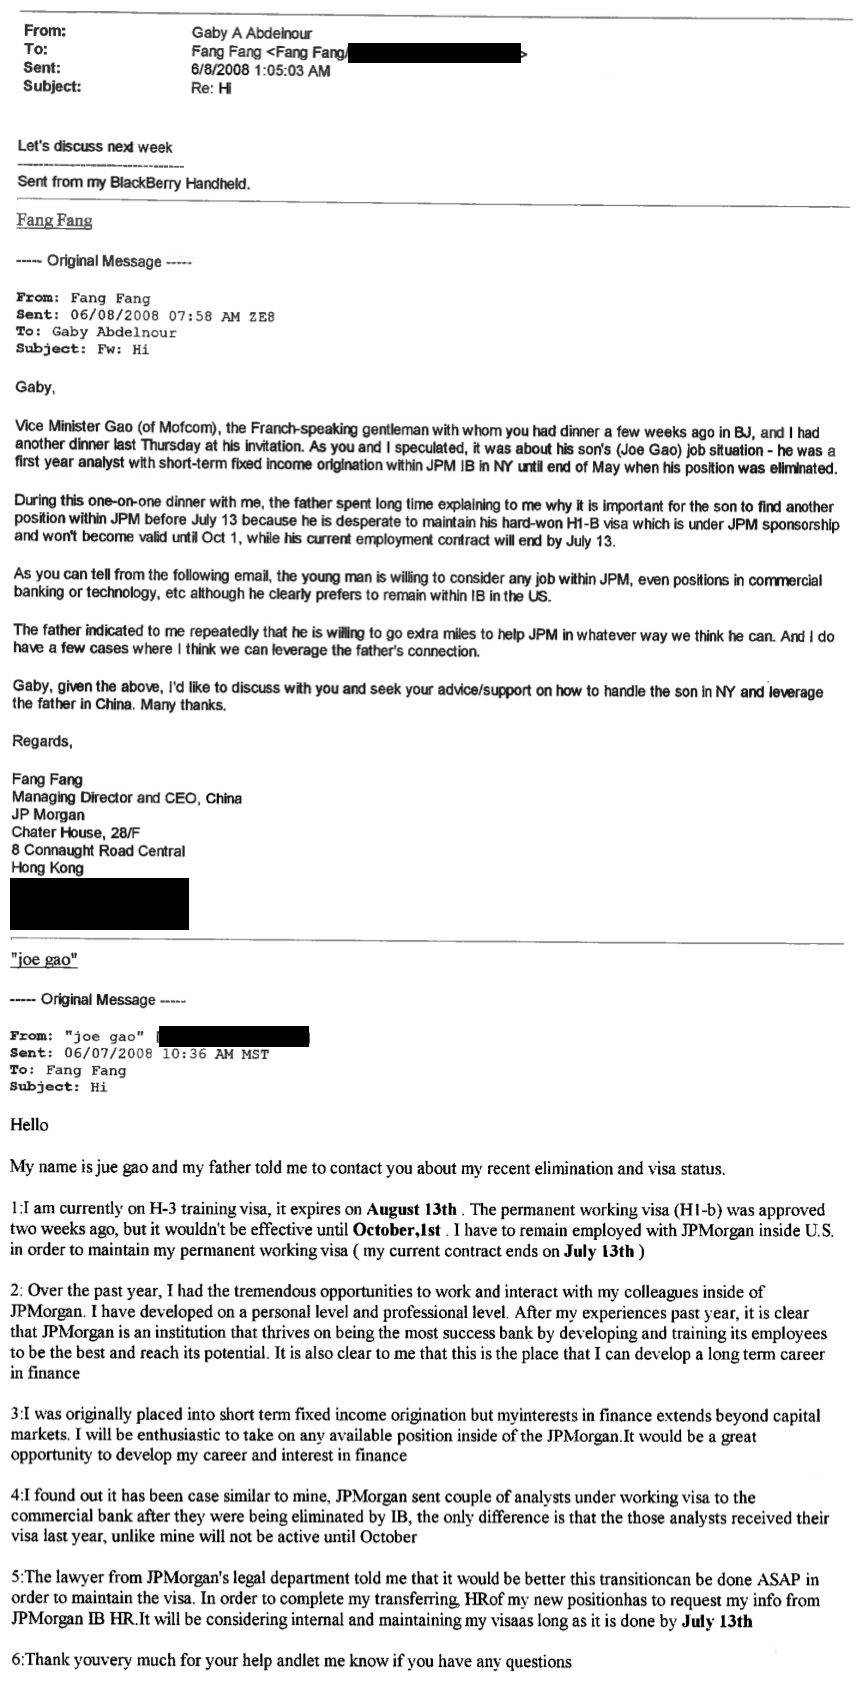 From: Gaby A Abdelnour
To: Fang Fang <Fang Fang/ >
Sent: 6/8/2008 1:05:03 AM
Subject: Re: Hi
Let's discuss next week
--------------------------------
Sent from my BlackBerry Handheld.
Fang Fang
----- Original Message -----
From: Fang Fang
Sent: 06/08/2008 07:58 AM ZE8
To: Gaby Abdelnour
Subject: Fw: Hi
Gaby,
Vice Minister Gao (of Mofcom), the Franch-speaking gentleman with whom you had dinner a few weeks ago in BJ, and I had
another dinner last Thursday at his invitation. As you and I speculated, it was about his son's (Joe Gao) job situation - he was a
first year analyst with short-term fixed income origination within JPM IB in NY until end of May when his position was eliminated.
During this one-on-one dinner with me, the father spent long time explaining to me why it is important for the son to find another
position within JPM before July 13 because he is desperate to maintain his hard-won H1-B visa which is under JPM sponsorship
and won't become valid until Oct 1, while his current employment contract will end by July 13.
As you can tell from the following email, the young man is willing to consider any job within JPM, even positions in commercial
banking or technology, etc although he clearly prefers to remain within IB in the US.
The father indicated to me repeatedly that he is willing to go extra miles to help JPM in whatever way we think he can. And I do
have a few cases where I think we can leverage the father's connection.
Gaby, given the above, I'd like to discuss with you and seek your advice/support on how to handle the son in NY and leverage
the father in China. Many thanks.
Regards,
Fang Fang
Managing Director and CEO, China
JP Morgan
Chater House, 28/F
8 Connaught Road Central
Hong Kong
"joe gao"
----- Original Message -----
From: "joe gao" [
Sent: 06/07/2008 10:36 AM MST
To: Fang Fang
Subject: Hi
Hello
My name is jue gao and my father told me to contact you about my recent elimination and visa status.
1:I am currently on H-3 training visa, it expires on August 13th . The permanent working visa (H1-b) was approved
two weeks ago, but it wouldn't be effective until October,1st . I have to remain employed with JPMorgan inside U.S.
in order to maintain my permanent working visa ( my current contract ends on July 13th )
2: Over the past year, I had the tremendous opportunities to work and interact with my colleagues inside of
JPMorgan. I have developed on a personal level and professional level. After my experiences past year, it is clear
that JPMorgan is an institution that thrives on being the most success bank by developing and training its employees
to be the best and reach its potential. It is also clear to me that this is the place that I can develop a long term career
in finance
3:I was originally placed into short term fixed income origination but myinterests in finance extends beyond capital
markets. I will be enthusiastic to take on any available position inside of the JPMorgan.It would be a great
opportunity to develop my career and interest in finance
4:I found out it has been case similar to mine, JPMorgan sent couple of analysts under working visa to the
commercial bank after they were being eliminated by IB, the only difference is that the those analysts received their
visa last year, unlike mine will not be active until October
5:The lawyer from JPMorgan's legal department told me that it would be better this transitioncan be done ASAP in
order to maintain the visa. In order to complete my transferring, HRof my new positionhas to request my info from
JPMorgan IB HR.It will be considering internal and maintaining my visaas long as it is done by July 13th
6:Thank youvery much for your help andlet me know if you have any questions